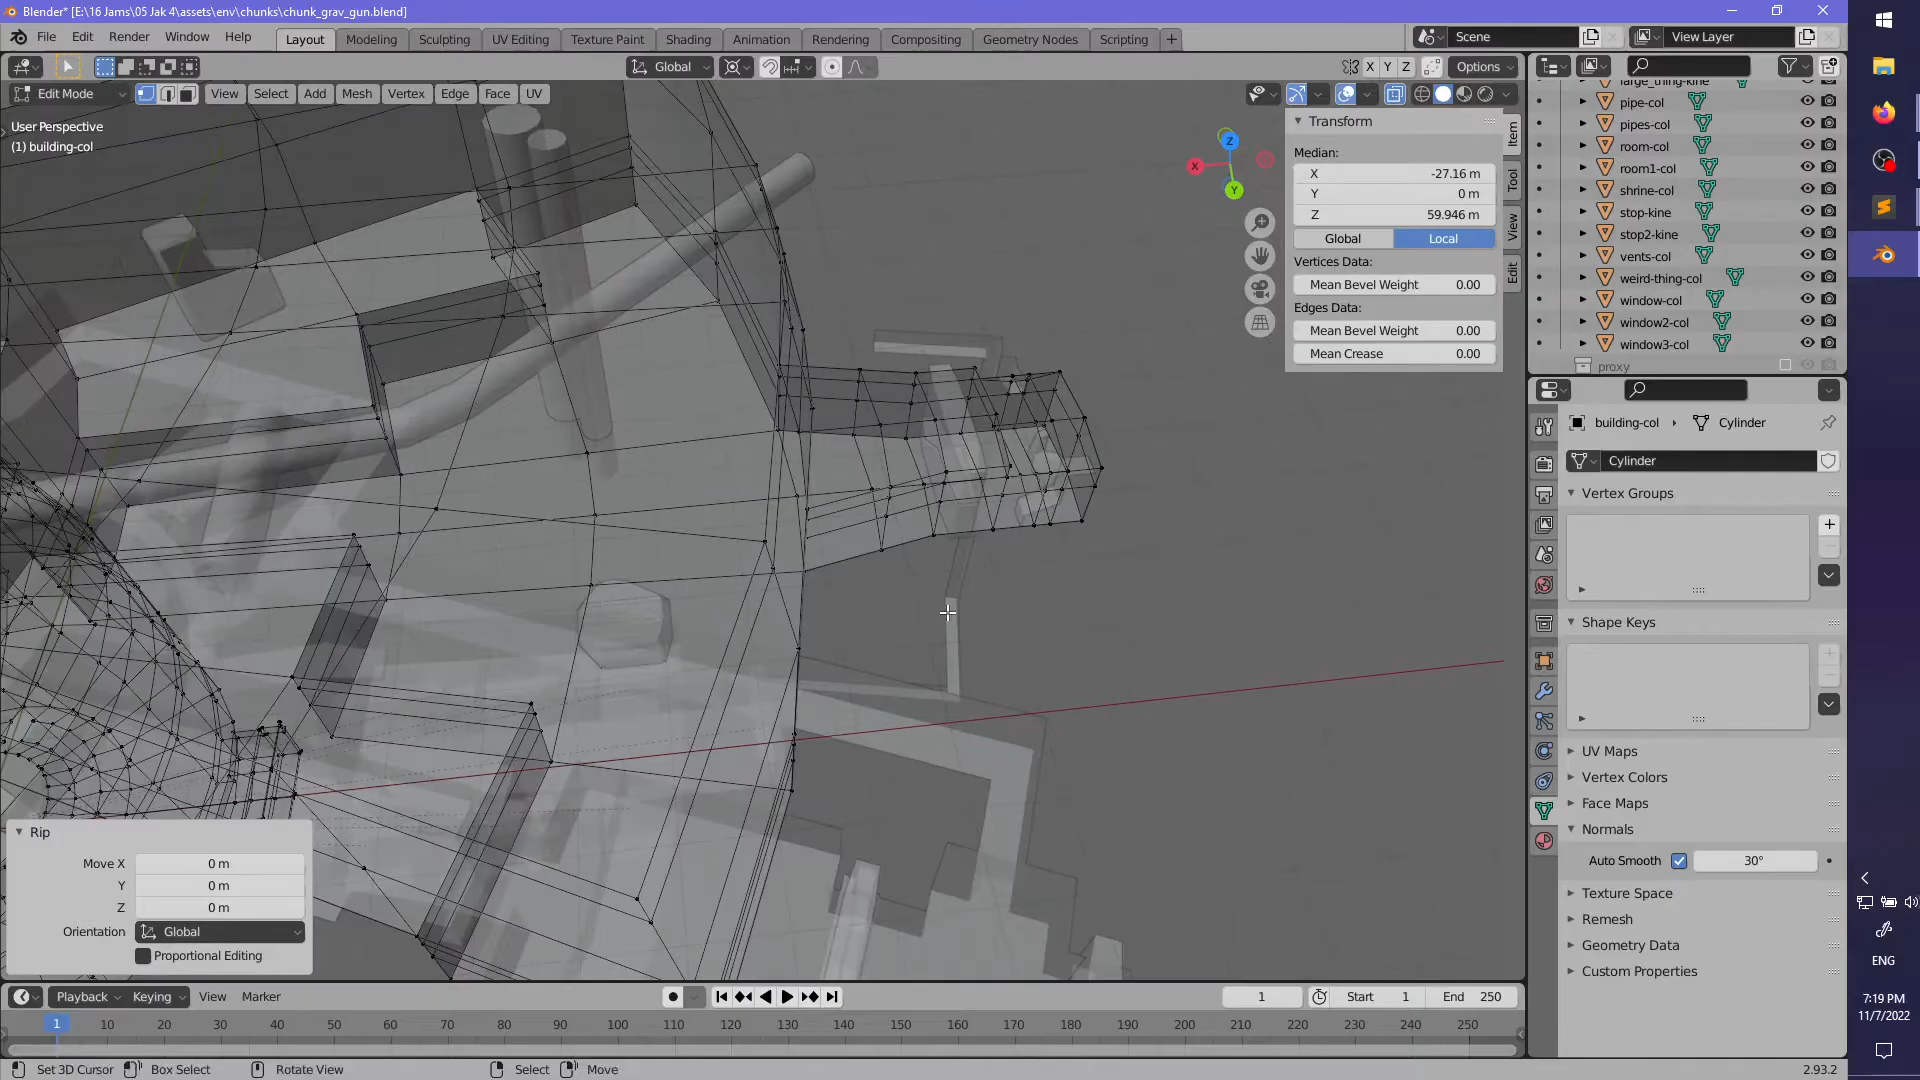 Blender* [E:\16 Jams\05 Jak 4\assets\env\chunks\chunk_grav_gun.blend]
File Edit Render Window Help Layout Modeling Sculpting UV Editing Texture Paint Shading Animation Rendering Compositing Geometry Nodes Scripting Scene View Layer
Global X Y Z Options
Edit Mode View Select Add Mesh Vertex Edge Face UV
User Perspective
(1) building-col
Z
X
Y
Transform
Median:
X -27.16 m
Y 0 m
Z 59.946 m
Global Local
Vertices Data:
Mean Bevel Weight 0.00
Edges Data:
Mean Bevel Weight 0.00
Mean Crease 0.00
Item
Tool
View
Edit
large_thing-kine
pipe-col
pipes-col
room-col
room1-col
shrine-col
stop-kine
stop2-kine
vents-col
weird-thing-col
window-col
window2-col
window3-col
proxy
building-col Cylinder
Cylinder
Vertex Groups
Shape Keys
UV Maps
Vertex Colors
Face Maps
Normals
Auto Smooth 30°
Texture Space
Remesh
Geometry Data
Custom Properties
Rip
Move X 0 m
Y 0 m
Z 0 m
Orientation Global
Proportional Editing
Playback Keying View Marker 1 Start 1 End 250
1 10 20 30 40 50 60 70 80 90 100 110 120 130 140 150 160 170 180 190 200 210 220 230 240 250
Set 3D Cursor Box Select Rotate View Select Move 2.93.2
ENG
7:19 PM
11/7/2022